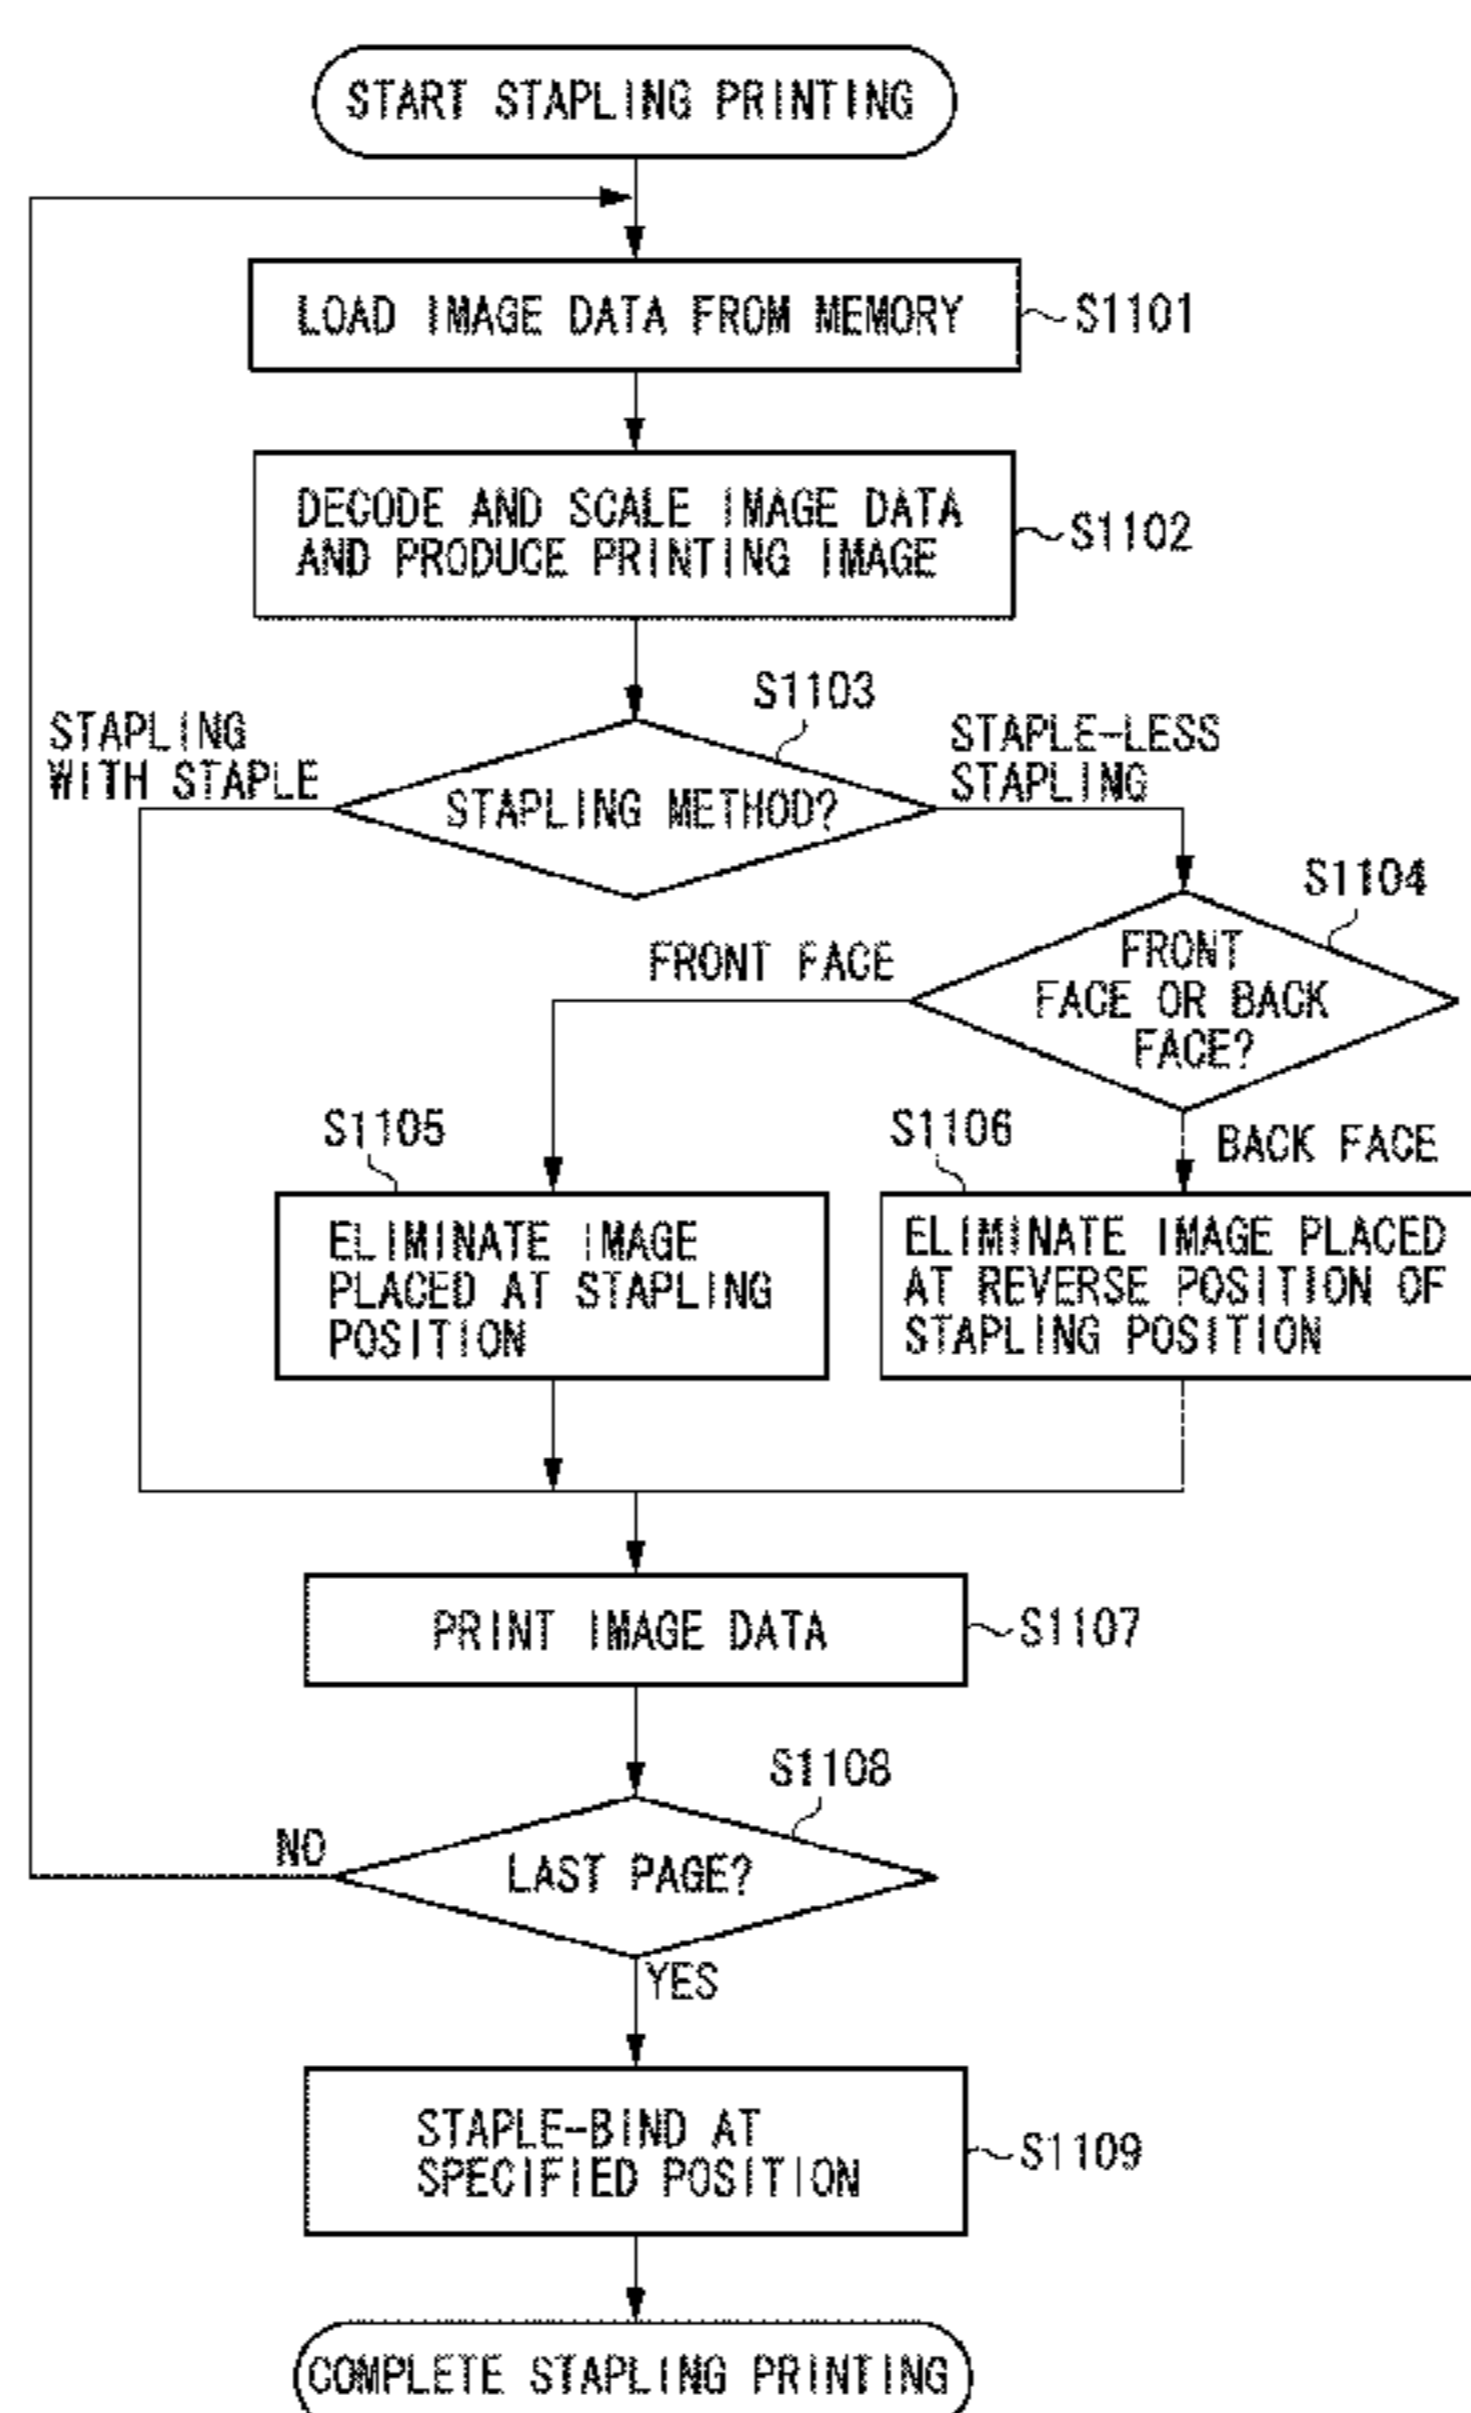 START STAPLING PRINTING
LOAD IMAGE DATA FROM MEMORY
S1101
DECODE AND SCALE IMAGE DATA
AND PRODUCE PRINTING IMAGE
S1102
S1103
STAPLING
WITH STAPLE
STAPLING METHOD?
STAPLE-LESS
STAPLING
S1104
FRONT FACE
FRONT
FACE OR BACK
FACE?
S1105
S1106
BACK FACE
ELIMINATE IMAGE
PLACED AT STAPLING
POSITION
ELIMINATE IMAGE PLACED
AT REVERSE POSITION OF
STAPLING POSITION
PRINT IMAGE DATA
S1107
S1108
NO
LAST PAGE?
YES
STAPLE-BIND AT
SPECIFIED POSITION
S1109
COMPLETE STAPLING PRINTING